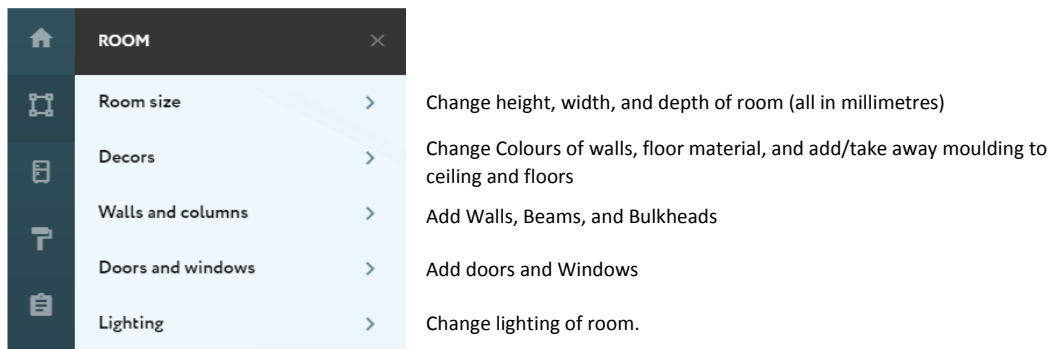 ROOM
Room size
Change height, width, and depth of room (all in millimetres)
Decors
Change Colours of walls, floor material, and add/take away moulding to
ceiling and floors
Walls and columns
Add Walls, Beams, and Bulkheads
Doors and windows
Add doors and Windows
Lighting
Change lighting of room.